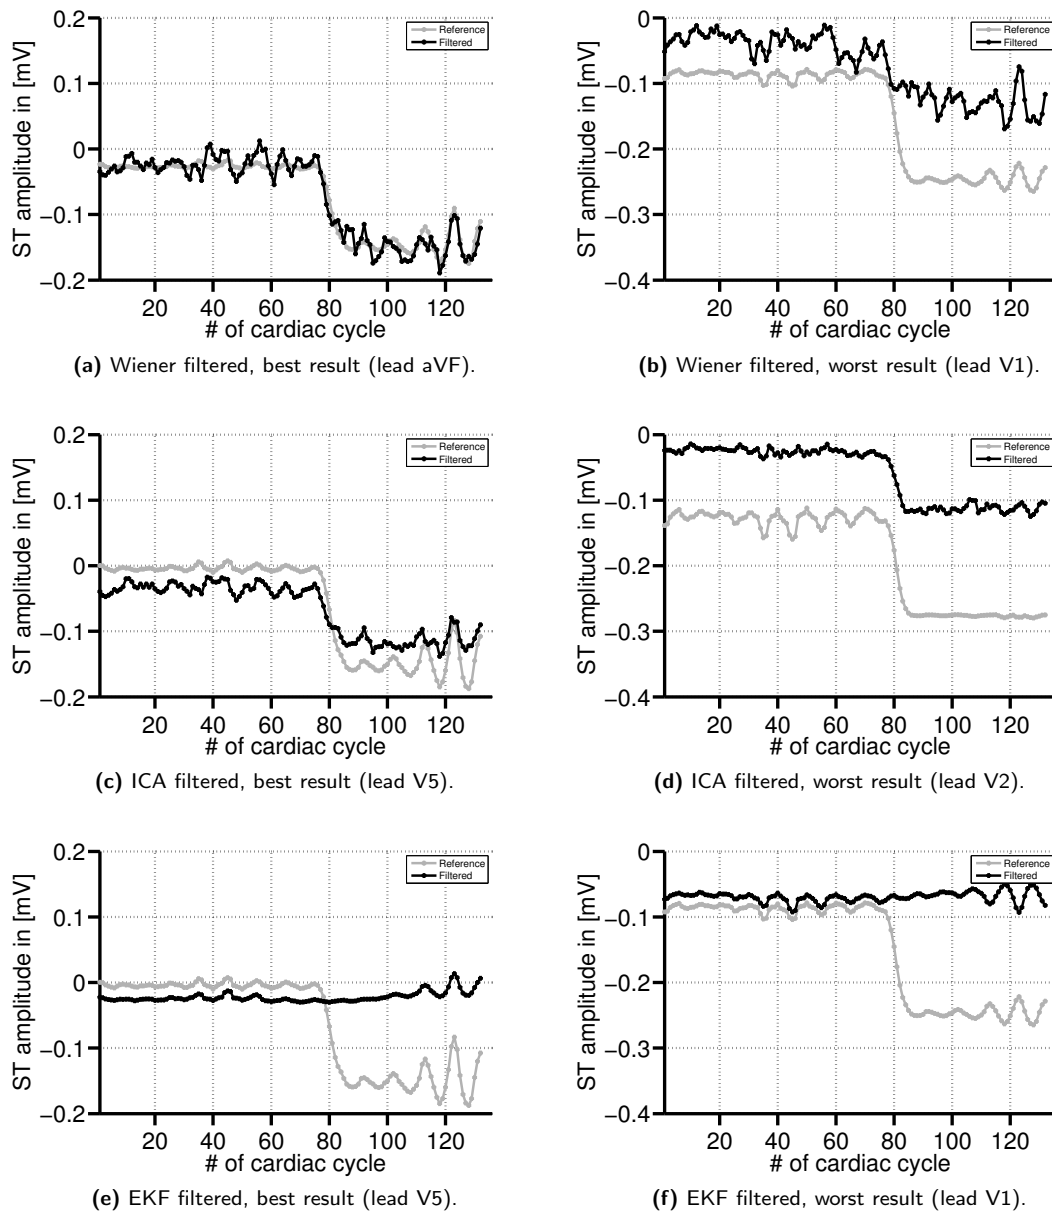 0.2
0.1
0
−0.1
−0.2
ST amplitude in [mV]
Reference
Filtered
20 40 60 80 100 120
# of cardiac cycle
(a) Wiener filtered, best result (lead aVF).
0
−0.1
−0.2
−0.3
−0.4
ST amplitude in [mV]
Reference
Filtered
20 40 60 80 100 120
# of cardiac cycle
(b) Wiener filtered, worst result (lead V1).
0.2
0.1
0
−0.1
−0.2
ST amplitude in [mV]
Reference
Filtered
20 40 60 80 100 120
# of cardiac cycle
(c) ICA filtered, best result (lead V5).
0
−0.1
−0.2
−0.3
−0.4
ST amplitude in [mV]
Reference
Filtered
20 40 60 80 100 120
# of cardiac cycle
(d) ICA filtered, worst result (lead V2).
0.2
0.1
0
−0.1
−0.2
ST amplitude in [mV]
Reference
Filtered
20 40 60 80 100 120
# of cardiac cycle
(e) EKF filtered, best result (lead V5).
0
−0.1
−0.2
−0.3
−0.4
ST amplitude in [mV]
Reference
Filtered
20 40 60 80 100 120
# of cardiac cycle
(f) EKF filtered, worst result (lead V1).